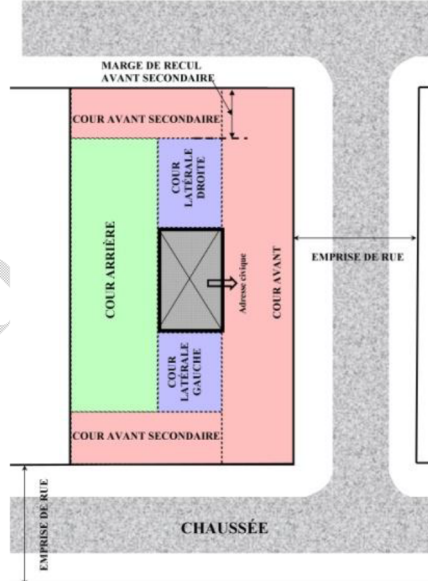 MARGE DE RECUL
AVANT SECONDAIRE
COUR AVANT SECONDAIRE
COUR
LATÉRALE
DROITE
COUR ARRIÈRE
Adresse civique
COUR AVANT
EMPRISE DE RUE
COUR
LATÉRALE
GAUCHE
COUR AVANT SECONDAIRE
EMPRISE DE RUE
CHAUSSÉE